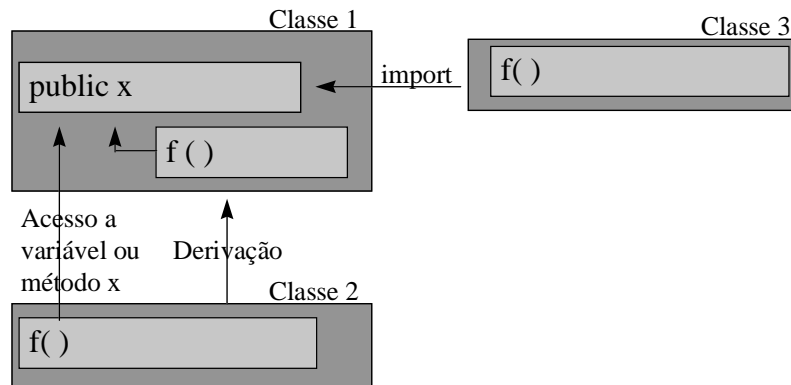 Classe 1
Classe 3
public x
import
f( )
f ( )
Acesso a
variável ou
método x
Derivação
Classe 2
f( )